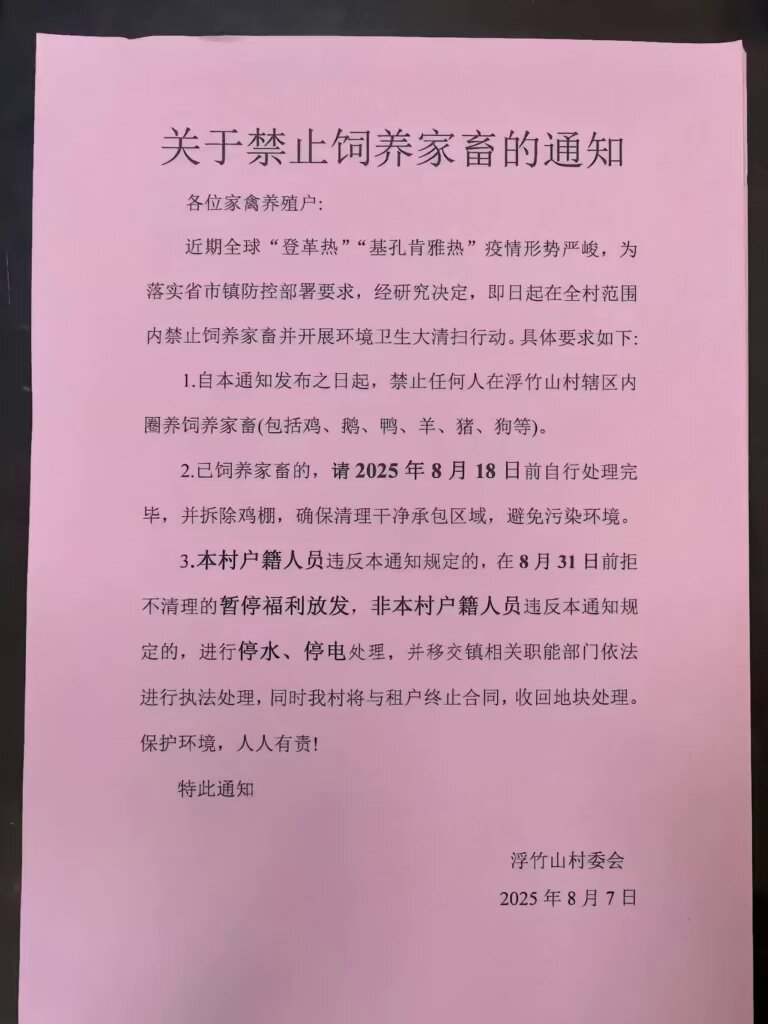 关于禁止饲养家畜的通知
各位家禽养殖户:
近期全球“登革热”“基孔肯雅热”疫情形势严峻，为
落实省市镇防控部署要求，经研究决定，即日起在全村范围
内禁止饲养家畜并开展环境卫生大清扫行动。具体要求如下:
1.自本通知发布之日起，禁止任何人在浮竹山村辖区内
圈养饲养家畜(包括鸡、鹅、鸭、羊、猪、狗等)。
2.已饲养家畜的，请 2025 年 8 月 18 日前自行处理完
毕，并拆除鸡棚，确保清理干净承包区域，避免污染环境。
3.本村户籍人员违反本通知规定的，在 8 月 31 日前拒
不清理的暂停福利放发，非本村户籍人员违反本通知规
定的，进行停水、停电处理，并移交镇相关职能部门依法
进行执法处理，同时我村将与租户终止合同，收回地块处理。
保护环境，人人有责!
特此通知
浮竹山村委会
2025 年 8 月 7 日